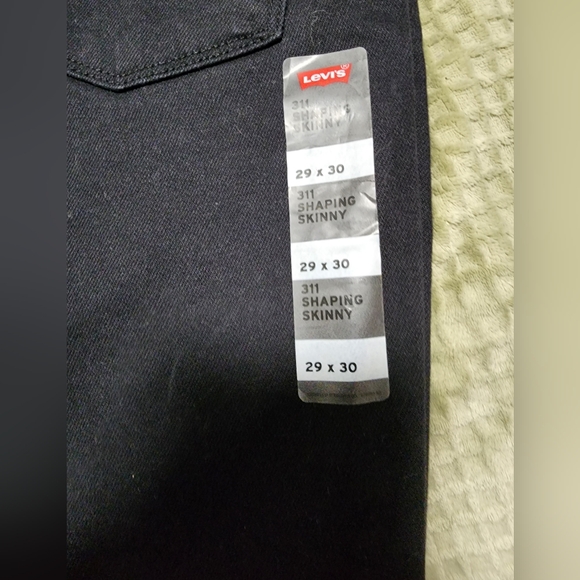 LEVI'S
311
SHAPING
SKINNY
29 x 30
311
SHAPING
SKINNY
29 x 30
311
SHAPING
SKINNY
29 x 30